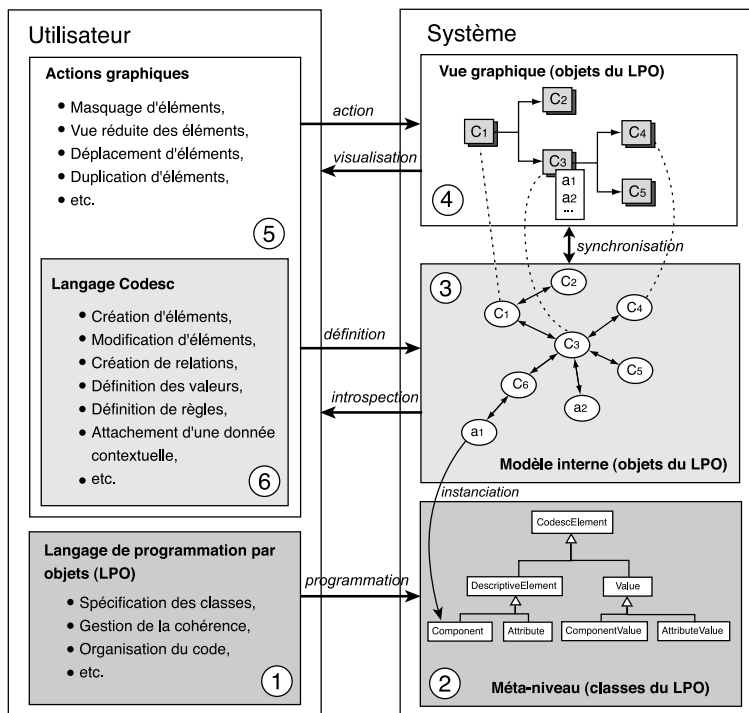 Utilisateur
Actions graphiques
• Masquage d'éléments,
• Vue réduite des éléments,
• Déplacement d'éléments,
• Duplication d'éléments,
• etc.
5
Langage Codesc
• Création d'éléments,
• Modification d'éléments,
• Création de relations,
• Définition des valeurs,
• Définition de règles,
• Attachement d'une donnée
contextuelle,
• etc.
6
Langage de programmation par
objets (LPO)
• Spécification des classes,
• Gestion de la cohérence,
• Organisation du code,
• etc.
1
action
visualisation
définition
introspection
programmation
Système
Vue graphique (objets du LPO)
C2
C1
C4
C3
a1
a2
...
C5
4
synchronisation
3
C2
C1
C4
C3
C6
C5
a2
a1
Modèle interne (objets du LPO)
instanciation
CodescElement
DescriptiveElement
Value
Component
Attribute
ComponentValue
AttributeValue
2
Méta-niveau (classes du LPO)